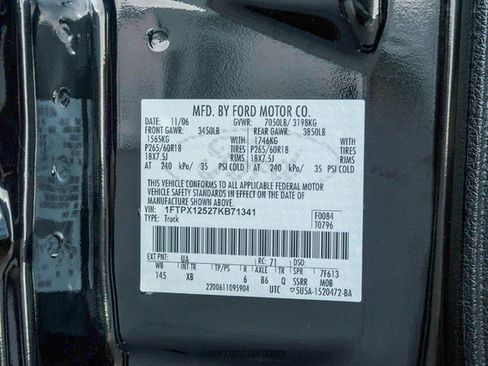 MFD. BY FORD MOTOR CO.
DATE: 11/06 GVWR: 7050LB/ 3198KG
FRONT GAWR: 3450LB REAR GAWR: 3850LB
1565KG WITH 1746KG WITH
P265/60R18 TIRES P265/60R18 TIRES
18X7.5J RIMS 18X7.5J RIMS
AT 240 kPa/ 35 PSI COLD AT 240 kPa/ 35 PSI COLD
THIS VEHICLE CONFORMS TO ALL APPLICABLE FEDERAL MOTOR
VEHICLE SAFETY STANDARDS IN EFFECT ON THE DATE OF
MANUFACTURE SHOWN ABOVE.
VIN: 1FTPX12527KB71341 F0084
TYPE: Truck T0796
EXT PNT: UA RC: 71 DSO:
WB TRIM TP/PS R AXLE TR SPR 7F613
145 XB 6 B6 Q SSRR MOB
2200611095904 UTC 5U5A-1520472-BA